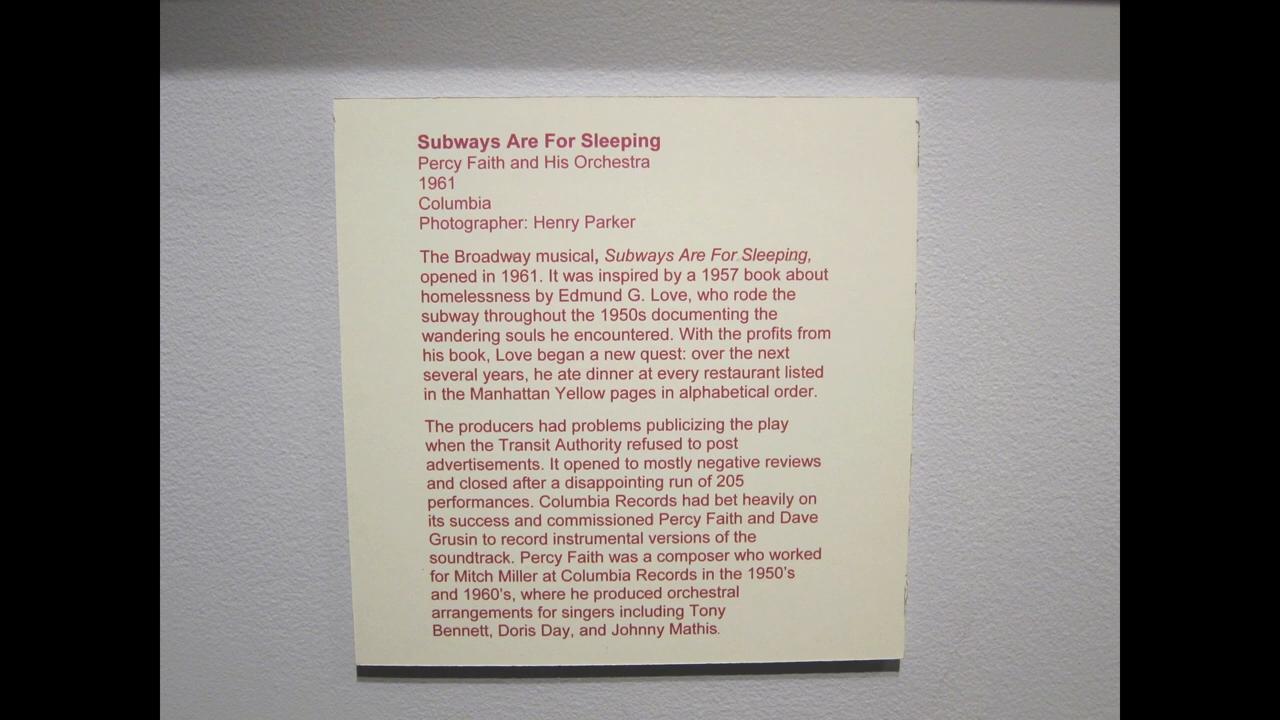 Subways Are For Sleeping
Percy Faith and His Orchestra
1961
Columbia
Photographer: Henry Parker
The Broadway musical, Subways Are For Sleeping,
opened in 1961. It was inspired by a 1957 book about
homelessness by Edmund G. Love, who rode the
subway throughout the 1950s documenting the
wandering souls he encountered. With the profits from
his book, Love began a new quest: over the next
several years, he ate dinner at every restaurant listed
in the Manhattan Yellow pages in alphabetical order.
The producers had problems publicizing the play
when the Transit Authority refused to post
advertisements. It opened to mostly negative reviews
and closed after a disappointing run of 205
performances. Columbia Records had bet heavily on
its success and commissioned Percy Faith and Dave
Grusin to record instrumental versions of the
soundtrack. Percy Faith was a composer who worked
for Mitch Miller at Columbia Records in the 1950's
and 1960's, where he produced orchestral
arrangements for singers including Tony
Bennett, Doris Day, and Johnny Mathis.